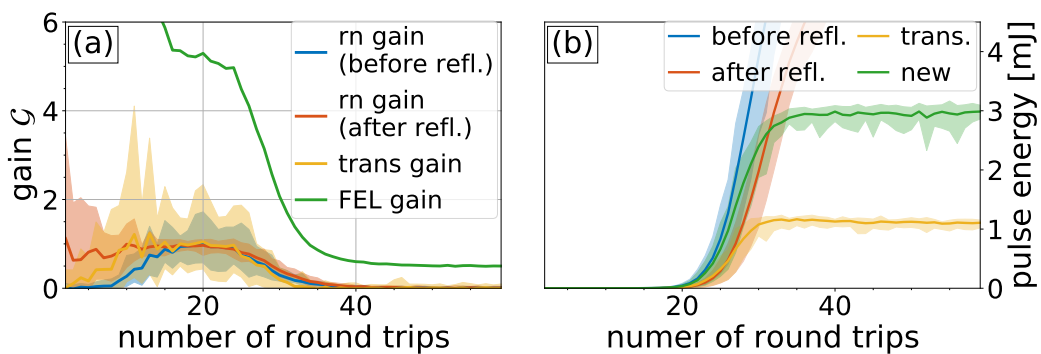 (a)
6
4
2
0
gain 𝒢
rn gain
(before refl.)
rn gain
(after refl.)
trans gain
FEL gain
20
40
number of round trips
(b)
before refl.
after refl.
trans.
new
4
3
2
1
0
pulse energy [mJ]
20
40
numer of round trips